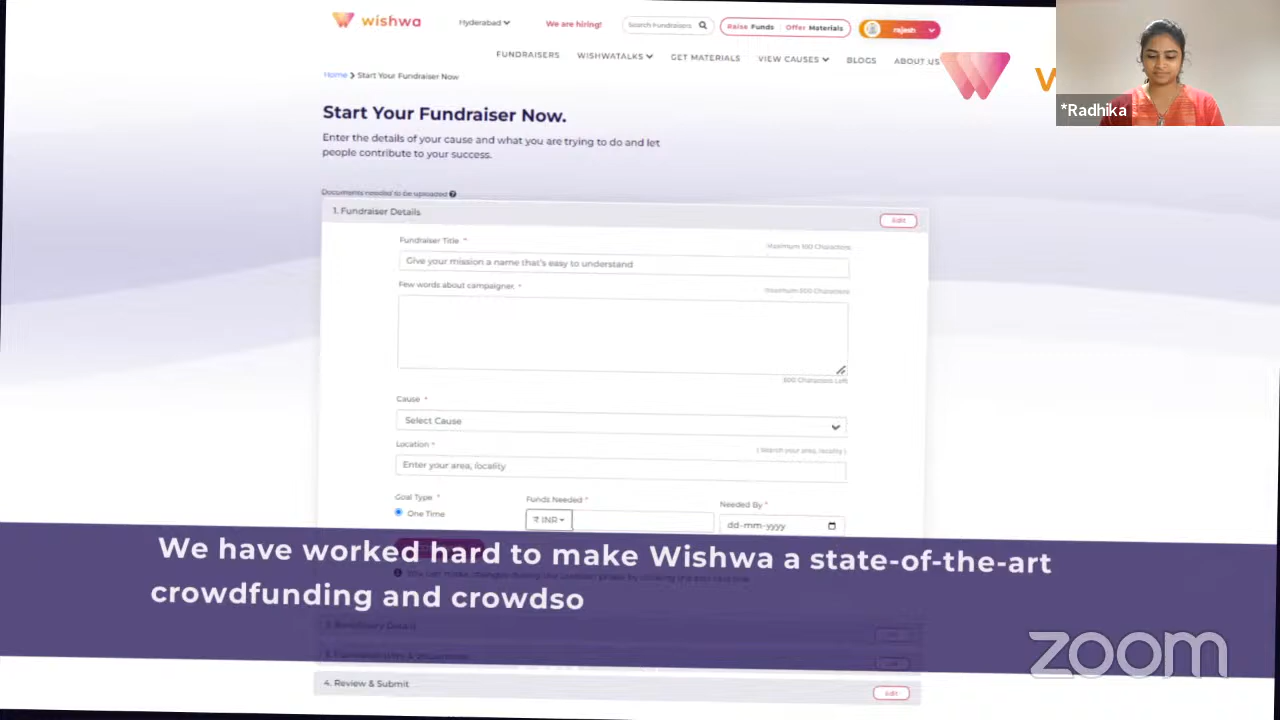 wishwa
Hyderabad
We are hiring!
Search Fundraisers
Raise Funds
Offer Materials
rajesh
FUNDRAISERS
WISHWATALKS
GET MATERIALS
VIEW CAUSES
BLOGS
ABOUT US
*Radhika
Home > Start Your Fundraiser Now
Start Your Fundraiser Now.
Enter the details of your cause and what you are trying to do and let
people contribute to your success.
Documents needed to be uploaded
1. Fundraiser Details
Edit
Fundraiser Title *
Maximum 100 Characters
Give your mission a name that's easy to understand
Few words about campaigner. *
Maximum 500 Characters
500 Characters Left
Cause *
Select Cause
Location *
( Search your area, locality )
Enter your area, locality
Goal Type *
Funds Needed *
Needed By *
One Time
₹ INR
dd-mm-yyyy
We have worked hard to make Wishwa a state-of-the-art
crowdfunding and crowdso
2. Beneficiary Details
zoom
4. Review & Submit
Edit